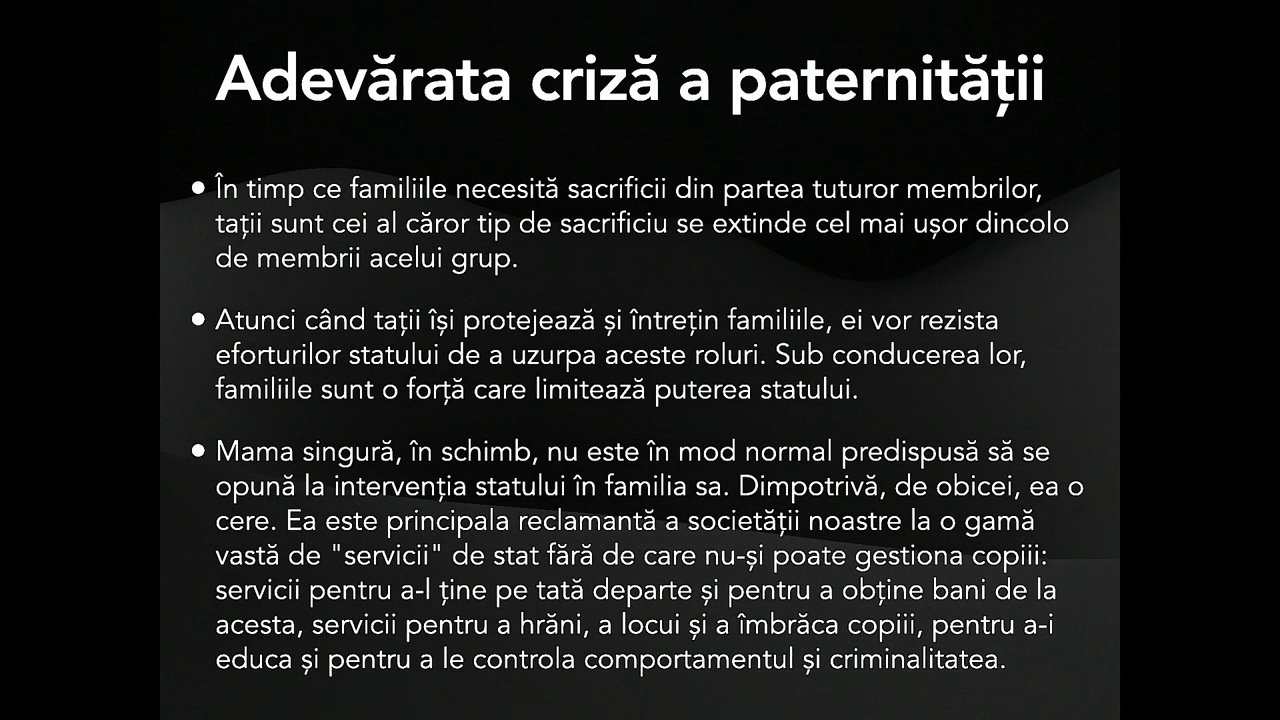 Adevărata criză a paternității
• În timp ce familiile necesită sacrificii din partea tuturor membrilor,
tații sunt cei al căror tip de sacrificiu se extinde cel mai ușor dincolo
de membrii acelui grup.
• Atunci când tații își protejează și întrețin familiile, ei vor rezista
eforturilor statului de a uzurpa aceste roluri. Sub conducerea lor,
familiile sunt o forță care limitează puterea statului.
• Mama singură, în schimb, nu este în mod normal predispusă să se
opună la intervenția statului în familia sa. Dimpotrivă, de obicei, ea o
cere. Ea este principala reclamantă a societății noastre la o gamă
vastă de "servicii" de stat fără de care nu-și poate gestiona copiii:
servicii pentru a-l ține pe tată departe și pentru a obține bani de la
acesta, servicii pentru a hrăni, a locui și a îmbrăca copiii, pentru a-i
educa și pentru a le controla comportamentul și criminalitatea.